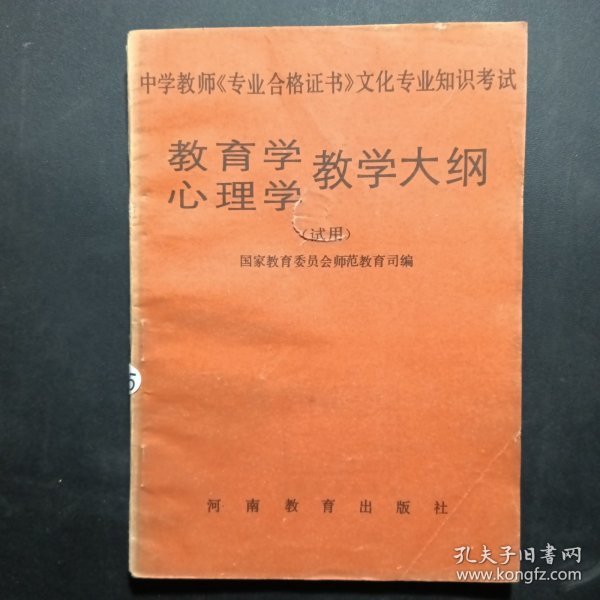 中学教师《专业合格证书》文化专业知识考试
教育学
心理学
教学大纲
(试用)
国家教育委员会师范教育司编
河南教育出版社
孔夫子旧书网
www.kongfz.com